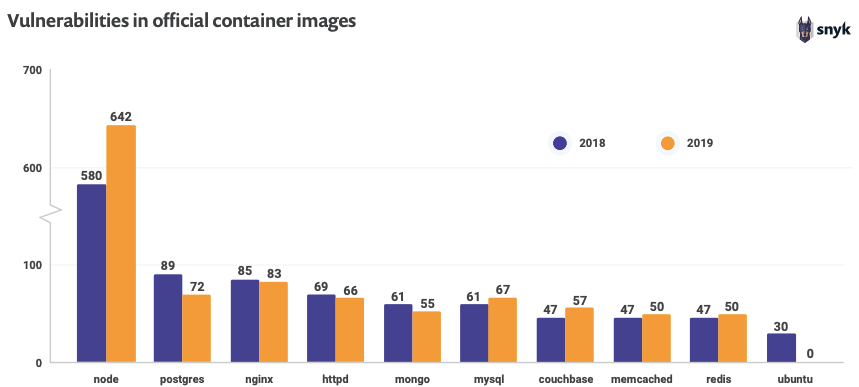 Vulnerabilities in official container images
snyk
700
642
2018
2019
600
580
100
89
72
85
83
69
66
61
55
61
67
47
57
47
50
47
50
30
0
0
node
postgres
nginx
httpd
mongo
mysql
couchbase
memcached
redis
ubuntu